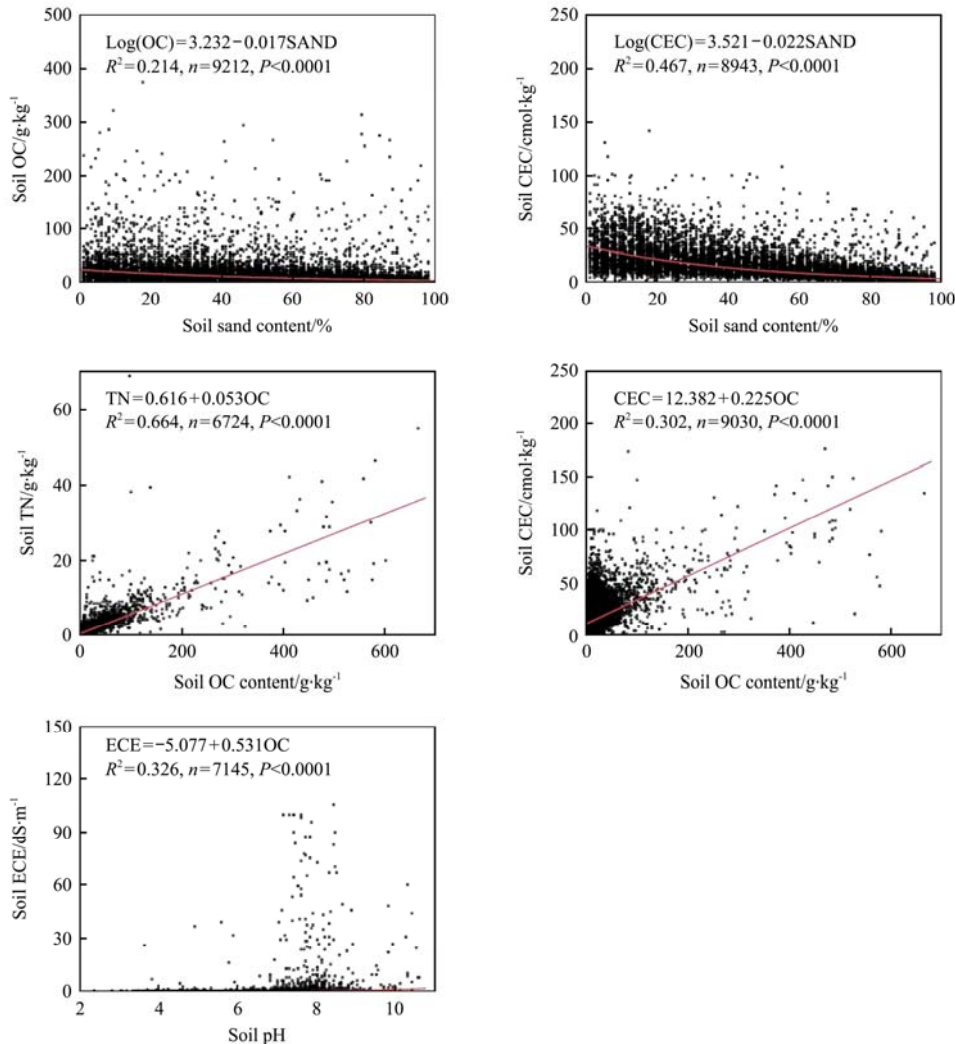 500
400
300
200
100
0
Soil OC/g·kg⁻¹
Log(OC)=3.232−0.017SAND
R²=0.214, n=9212, P<0.0001
0 20 40 60 80 100
Soil sand content/%
250
200
150
100
50
0
Soil CEC/cmol·kg⁻¹
Log(CEC)=3.521−0.022SAND
R²=0.467, n=8943, P<0.0001
0 20 40 60 80 100
Soil sand content/%
60
40
20
0
Soil TN/g·kg⁻¹
TN=0.616+0.053OC
R²=0.664, n=6724, P<0.0001
0 200 400 600
Soil OC content/g·kg⁻¹
250
200
150
100
50
0
Soil CEC/cmol·kg⁻¹
CEC=12.382+0.225OC
R²=0.302, n=9030, P<0.0001
0 200 400 600
Soil OC content/g·kg⁻¹
150
120
90
60
30
0
Soil ECE/dS·m⁻¹
ECE=−5.077+0.531OC
R²=0.326, n=7145, P<0.0001
2 4 6 8 10
Soil pH